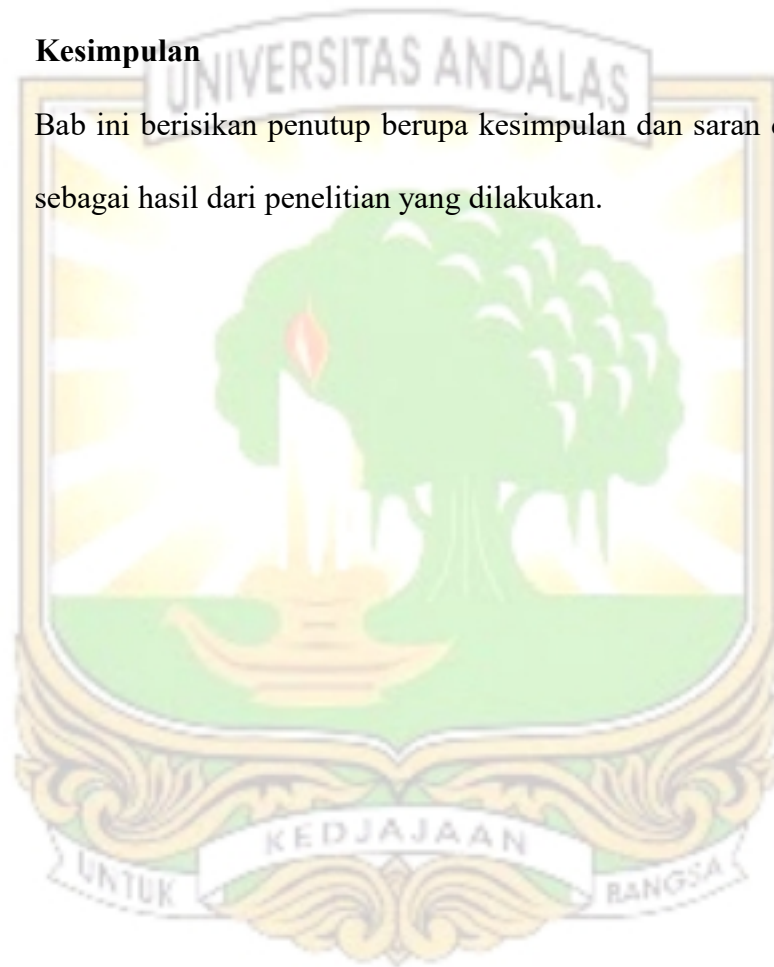 Kesimpulan
UNIVERSITAS ANDALAS
Bab ini berisikan penutup berupa kesimpulan dan saran
sebagai hasil dari penelitian yang dilakukan.
UNTUK KEDJAJAAN BANGSA